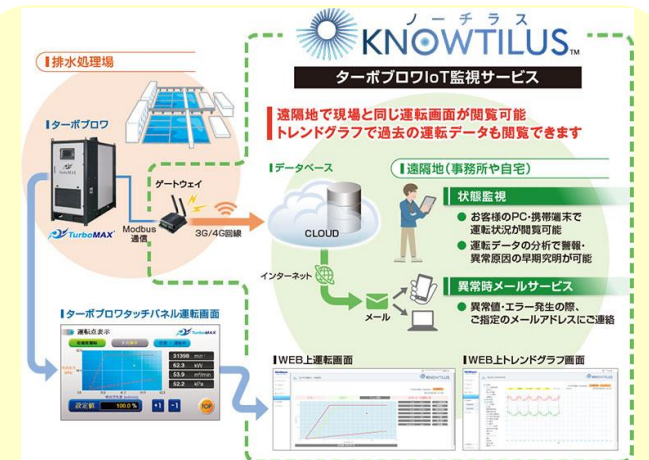 ノーチラス
KNOWTILUS™
ターボブロワIoT監視サービス
排水処理場
遠隔地で現場と同じ運転画面が閲覧可能
トレンドグラフで過去の運転データも閲覧できます
ターボブロワ
ゲートウェイ
TurboMAX
Modbus
通信
3G/4G回線
データベース
CLOUD
インターネット
メール
遠隔地(事務所や自宅)
状態監視
● お客様のPC・携帯端末で
運転状況が閲覧可能
● 運転データの分析で警報・
異常原因の早期究明が可能
異常時メールサービス
● 異常値・エラー発生の際、
ご指定のメールアドレスにご連絡
ターボブロワタッチパネル運転画面
運転点表示
TurboMAX
31398 min
62.3 kW
53.9 m³/min
52.2 kPa
設定値 100.0 % +1 -1 TOP
WEB上運転画面
KNOWTILUS
WEB上トレンドグラフ画面
KNOWTILUS